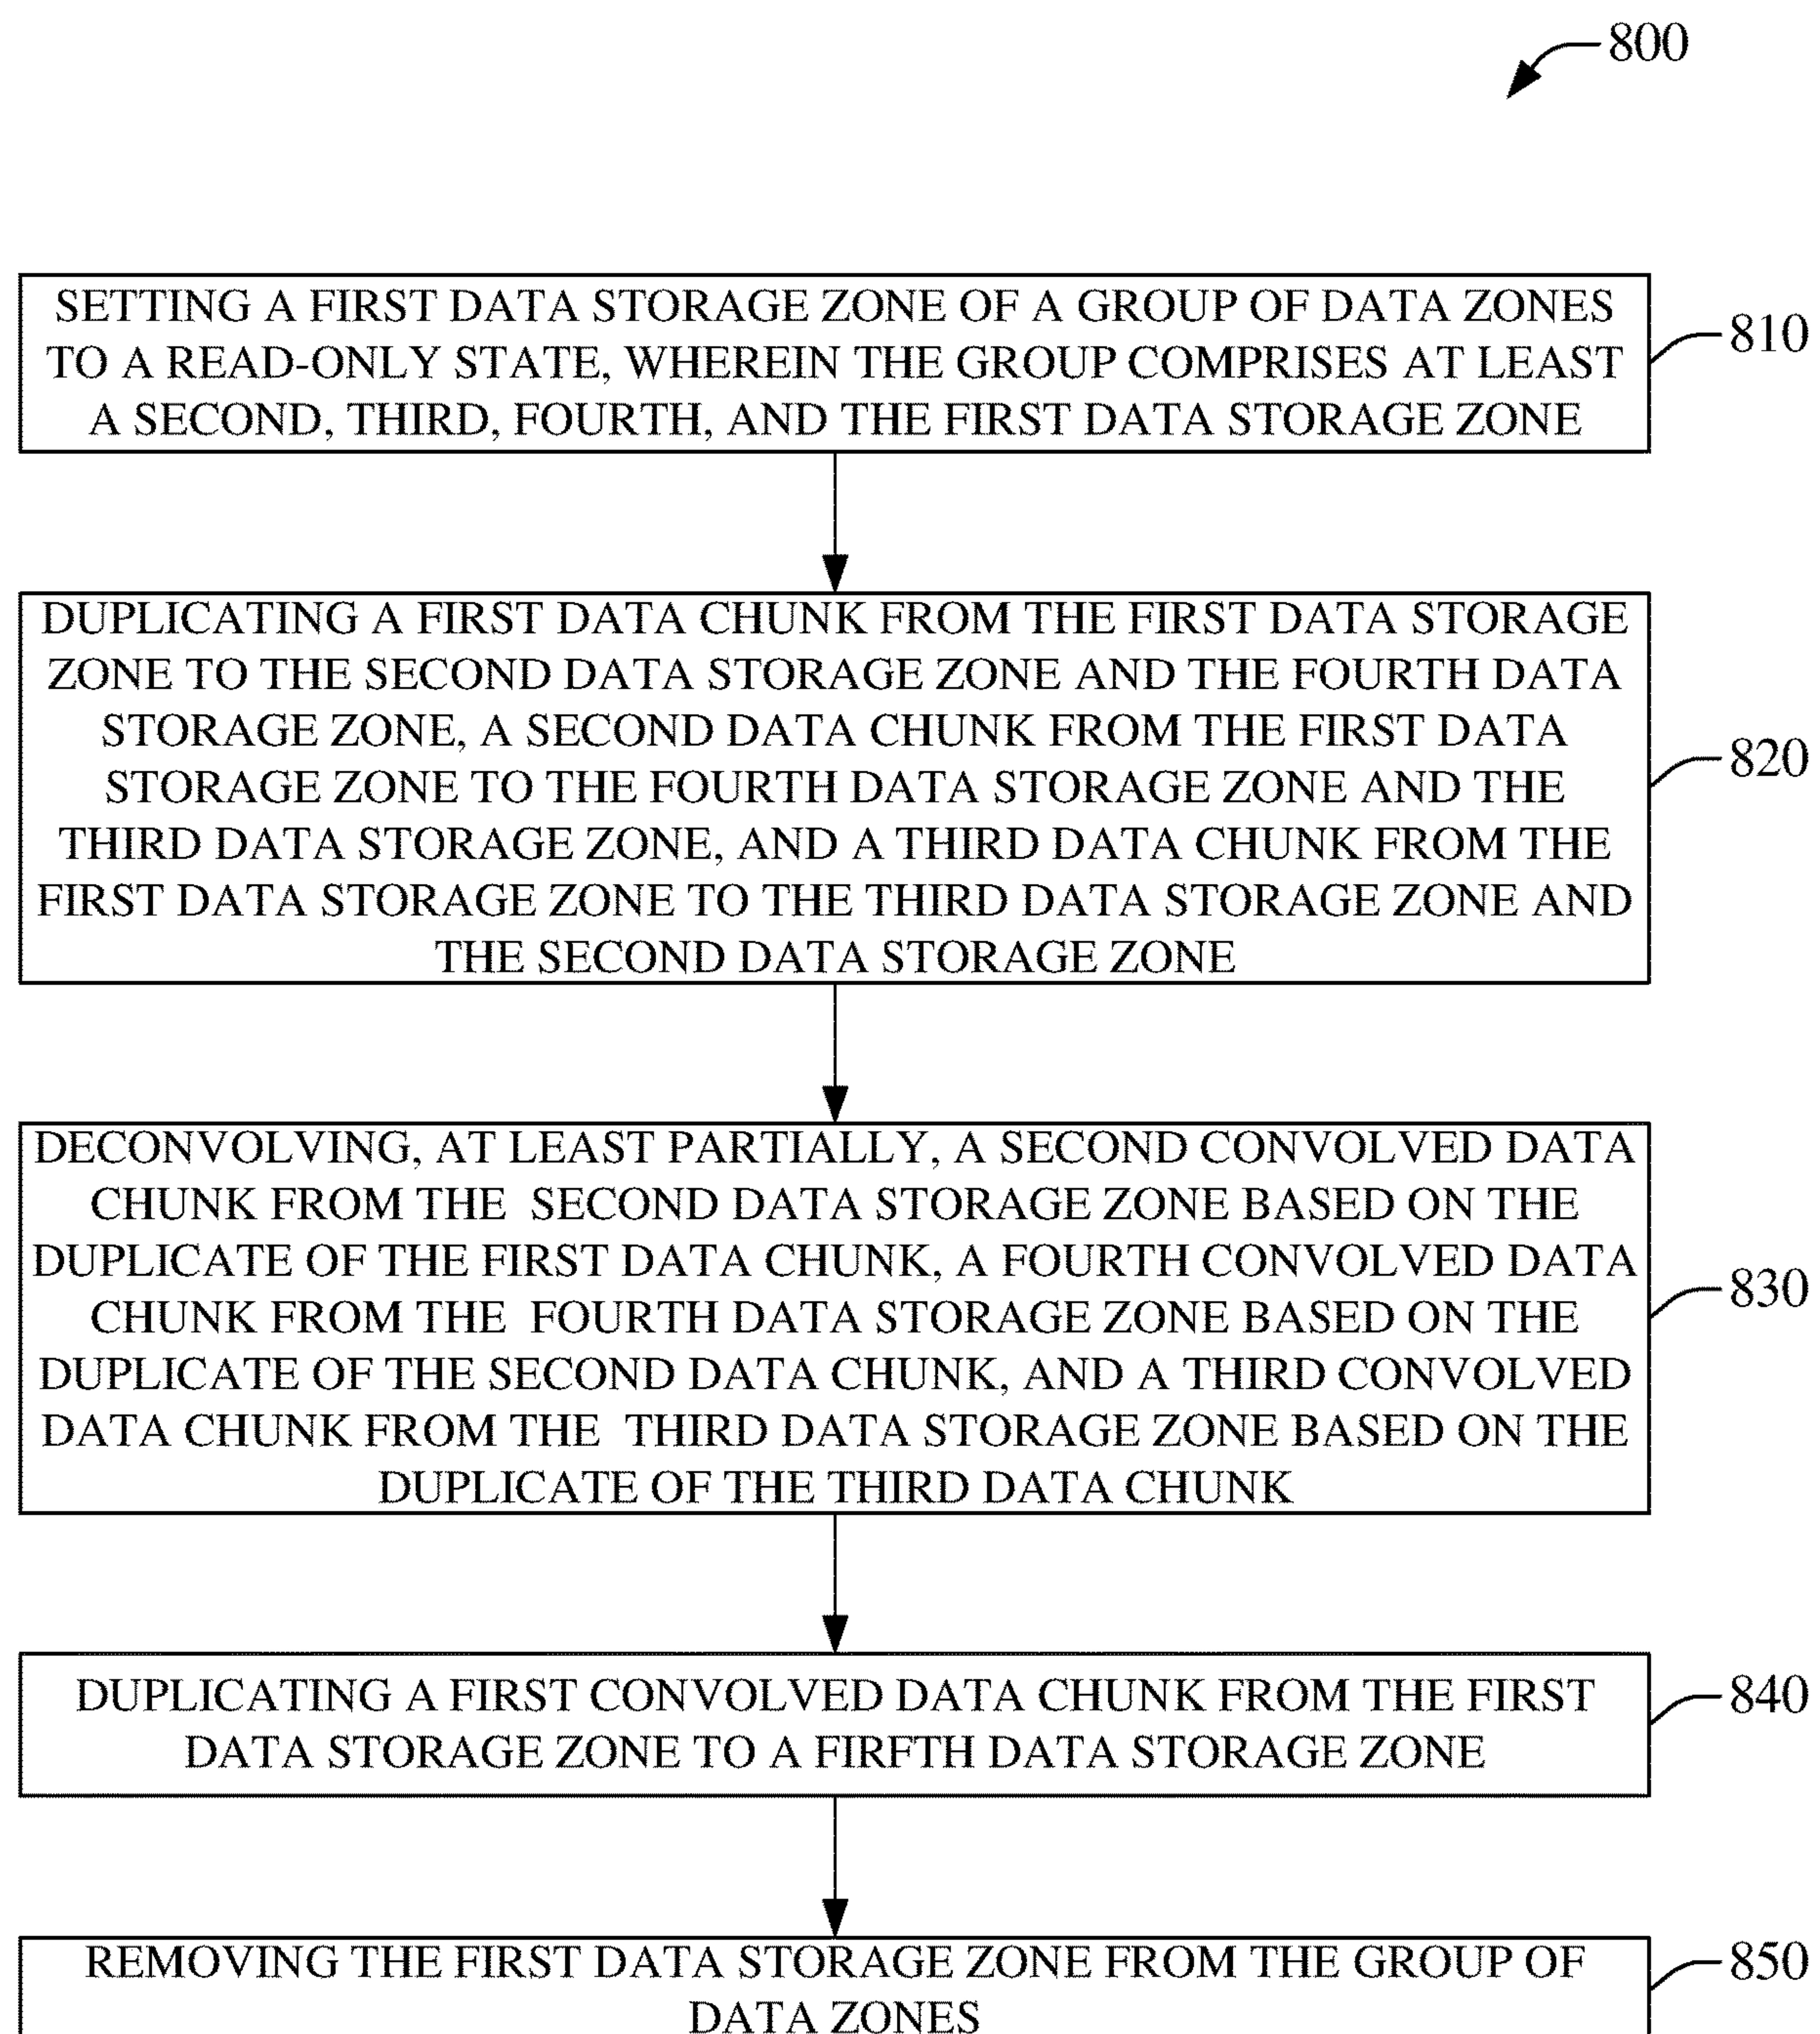 800
SETTING A FIRST DATA STORAGE ZONE OF A GROUP OF DATA ZONES
TO A READ-ONLY STATE, WHEREIN THE GROUP COMPRISES AT LEAST
A SECOND, THIRD, FOURTH, AND THE FIRST DATA STORAGE ZONE
810
DUPLICATING A FIRST DATA CHUNK FROM THE FIRST DATA STORAGE
ZONE TO THE SECOND DATA STORAGE ZONE AND THE FOURTH DATA
STORAGE ZONE, A SECOND DATA CHUNK FROM THE FIRST DATA
STORAGE ZONE TO THE FOURTH DATA STORAGE ZONE AND THE
THIRD DATA STORAGE ZONE, AND A THIRD DATA CHUNK FROM THE
FIRST DATA STORAGE ZONE TO THE THIRD DATA STORAGE ZONE AND
THE SECOND DATA STORAGE ZONE
820
DECONVOLVING, AT LEAST PARTIALLY, A SECOND CONVOLVED DATA
CHUNK FROM THE SECOND DATA STORAGE ZONE BASED ON THE
DUPLICATE OF THE FIRST DATA CHUNK, A FOURTH CONVOLVED DATA
CHUNK FROM THE FOURTH DATA STORAGE ZONE BASED ON THE
DUPLICATE OF THE SECOND DATA CHUNK, AND A THIRD CONVOLVED
DATA CHUNK FROM THE THIRD DATA STORAGE ZONE BASED ON THE
DUPLICATE OF THE THIRD DATA CHUNK
830
DUPLICATING A FIRST CONVOLVED DATA CHUNK FROM THE FIRST
DATA STORAGE ZONE TO A FIRFTH DATA STORAGE ZONE
840
REMOVING THE FIRST DATA STORAGE ZONE FROM THE GROUP OF
DATA ZONES
850